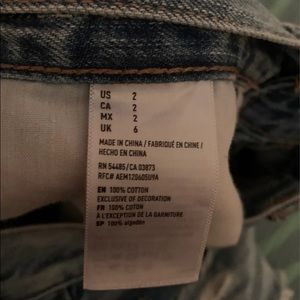 US 2
CA 2
MX 2
UK 6
MADE IN CHINA / FABRIQUÉ EN CHINE /
HECHO EN CHINA
RN 54485/CA 03873
RFC# AEM120605U9A
EN 100% COTTON
EXCLUSIVE OF DECORATION
FR 100% COTON
À L'EXCEPTION DE LA GARNITURE
SP 100% algodón